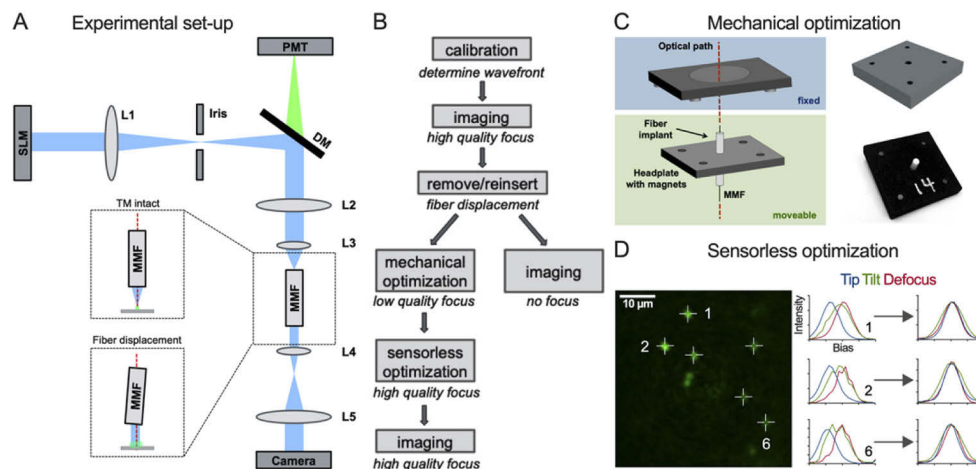 A
Experimental set-up
PMT
L1
Iris
SLM
DM
L2
TM intact
L3
MMF
MMF
Fiber displacement
L4
MMF
L5
Camera
B
calibration
determine wavefront
imaging
high quality focus
remove/reinsert
fiber displacement
mechanical
optimization
low quality focus
imaging
no focus
sensorless
optimization
high quality focus
imaging
high quality focus
C
Mechanical optimization
Optical path
fixed
Fiber
implant
Headplate
with magnets
MMF
moveable
14
D
Sensorless optimization
10 μm
1
2
6
Tip Tilt Defocus
Intensity
1
Bias
2
6